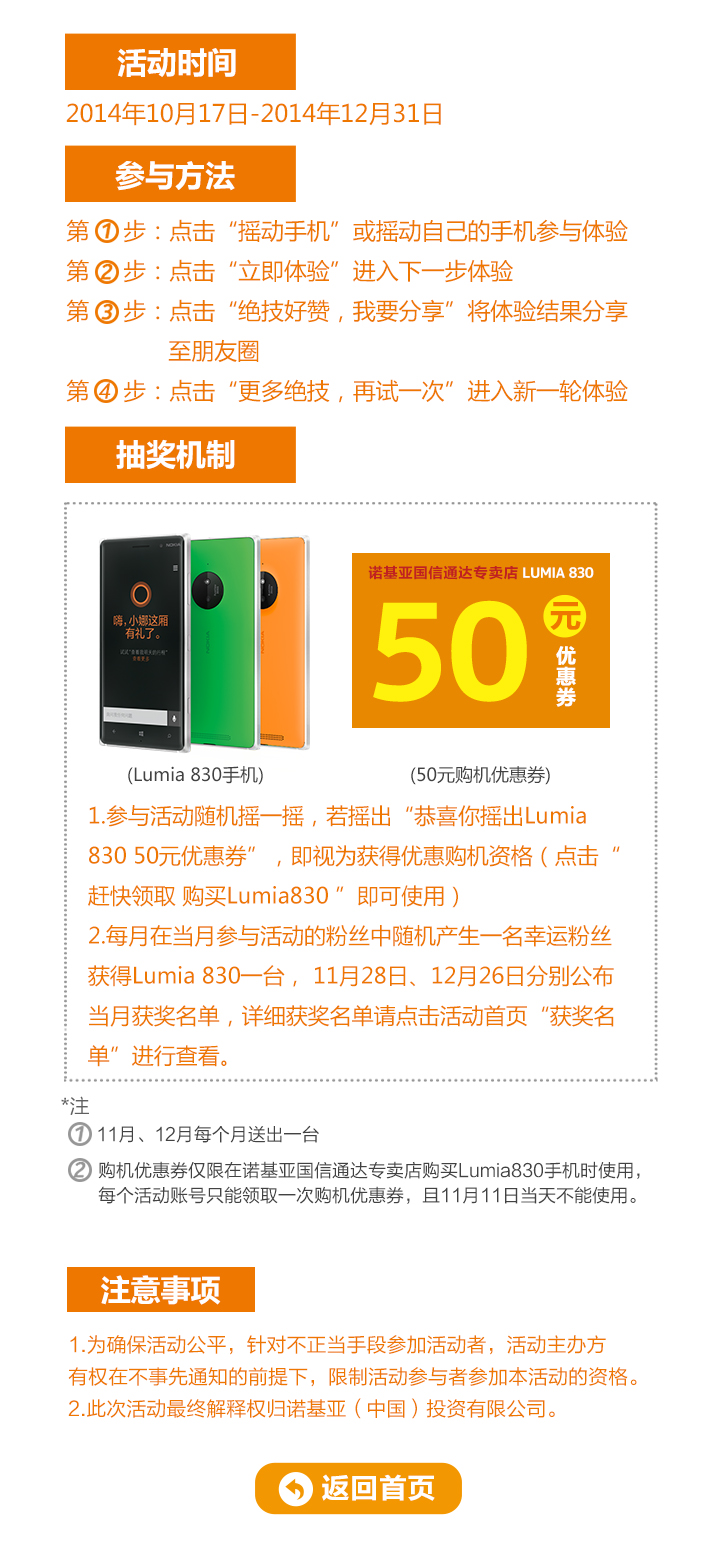 活动时间
2014年10月17日-2014年12月31日
参与方法
第①步：点击“摇动手机”或摇动自己的手机参与体验
第②步：点击“立即体验”进入下一步体验
第③步：点击“绝技好赞，我要分享”将体验结果分享
至朋友圈
第④步：点击“更多绝技，再试一次”进入新一轮体验
抽奖机制
NOKIA
嗨,小娜这厢
有礼了。
诺基亚国信通达专卖店 LUMIA 830
50元优惠券
(Lumia 830手机)
(50元购机优惠券)
1.参与活动随机摇一摇，若摇出“恭喜你摇出Lumia
830 50元优惠券”，即视为获得优惠购机资格（点击“
赶快领取 购买Lumia830 ”即可使用）
2.每月在当月参与活动的粉丝中随机产生一名幸运粉丝
获得Lumia 830一台， 11月28日、12月26日分别公布
当月获奖名单，详细获奖名单请点击活动首页“获奖名
单”进行查看。
*注
① 11月、12月每个月送出一台
② 购机优惠券仅限在诺基亚国信通达专卖店购买Lumia830手机时使用，
每个活动账号只能领取一次购机优惠券，且11月11日当天不能使用。
注意事项
1.为确保活动公平，针对不正当手段参加活动者，活动主办方
有权在不事先通知的前提下，限制活动参与者参加本活动的资格。
2.此次活动最终解释权归诺基亚（中国）投资有限公司。
返回首页